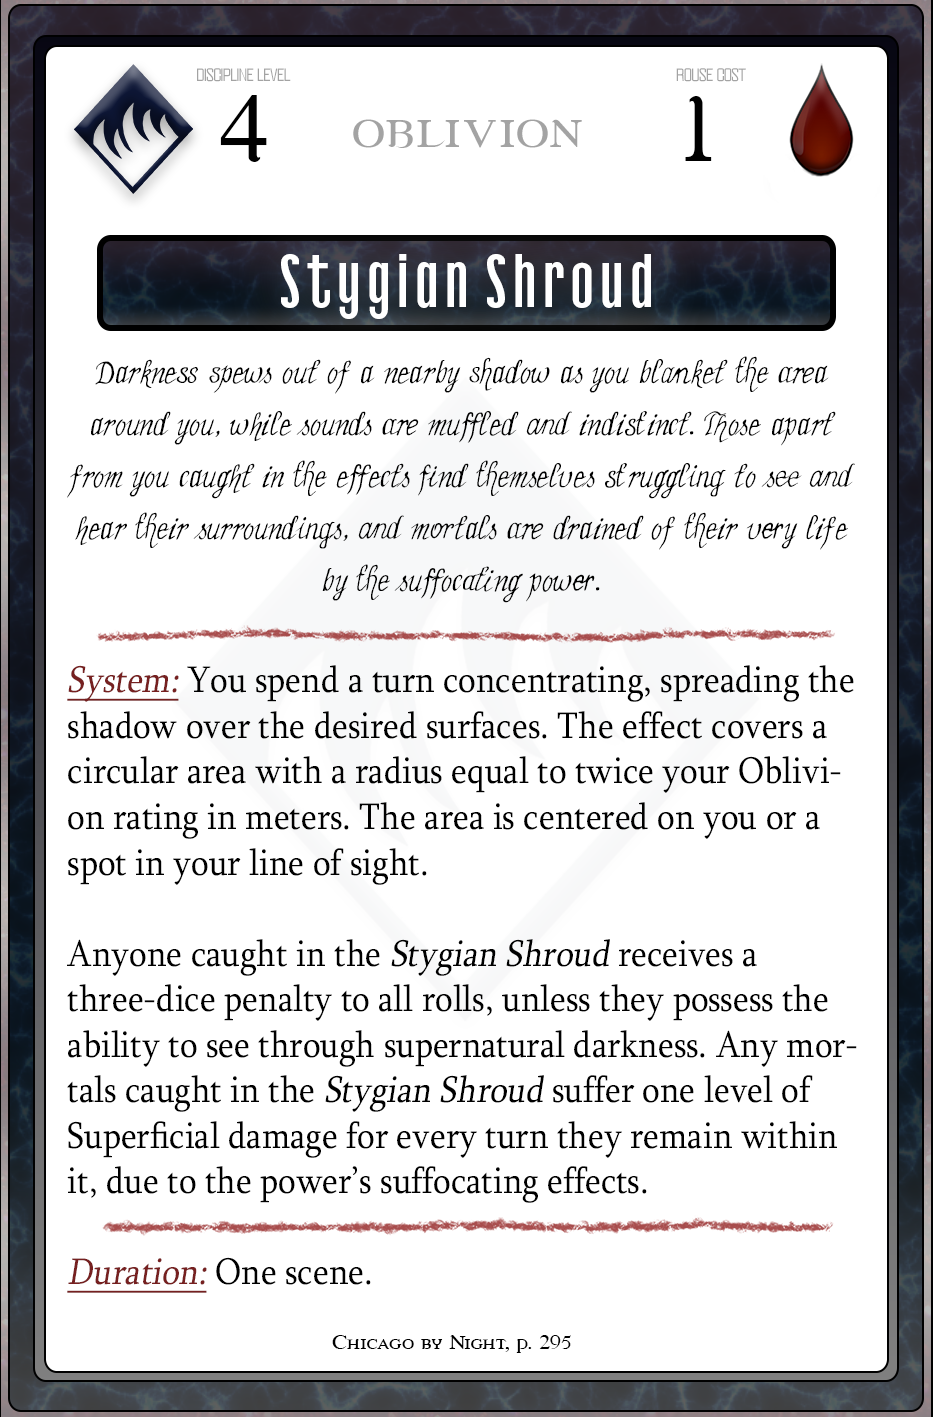 DISCIPLINE LEVEL
4
OBLIVION
ROUSE COST
1
Stygian Shroud
Darkness spews out of a nearby shadow as you blanket the area
around you, while sounds are muffled and indistinct. Those apart
from you caught in the effects find themselves struggling to see and
hear their surroundings, and mortals are drained of their very life
by the suffocating power.
System: You spend a turn concentrating, spreading the
shadow over the desired surfaces. The effect covers a
circular area with a radius equal to twice your Oblivi-
on rating in meters. The area is centered on you or a
spot in your line of sight.
Anyone caught in the Stygian Shroud receives a
three-dice penalty to all rolls, unless they possess the
ability to see through supernatural darkness. Any mor-
tals caught in the Stygian Shroud suffer one level of
Superficial damage for every turn they remain within
it, due to the power's suffocating effects.
Duration: One scene.
Chicago by Night, p. 295